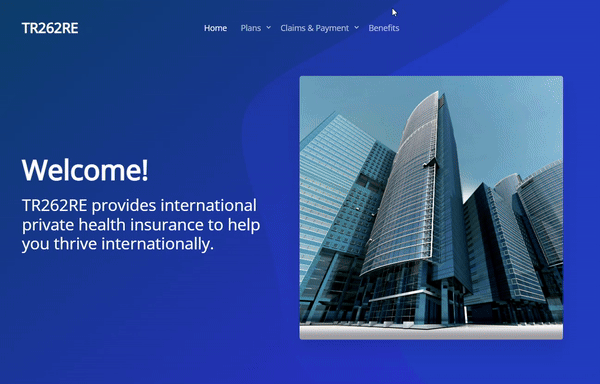 TR262RE
Home Plans Claims & Payment Benefits
Welcome!
TR262RE provides international
private health insurance to help
you thrive internationally.